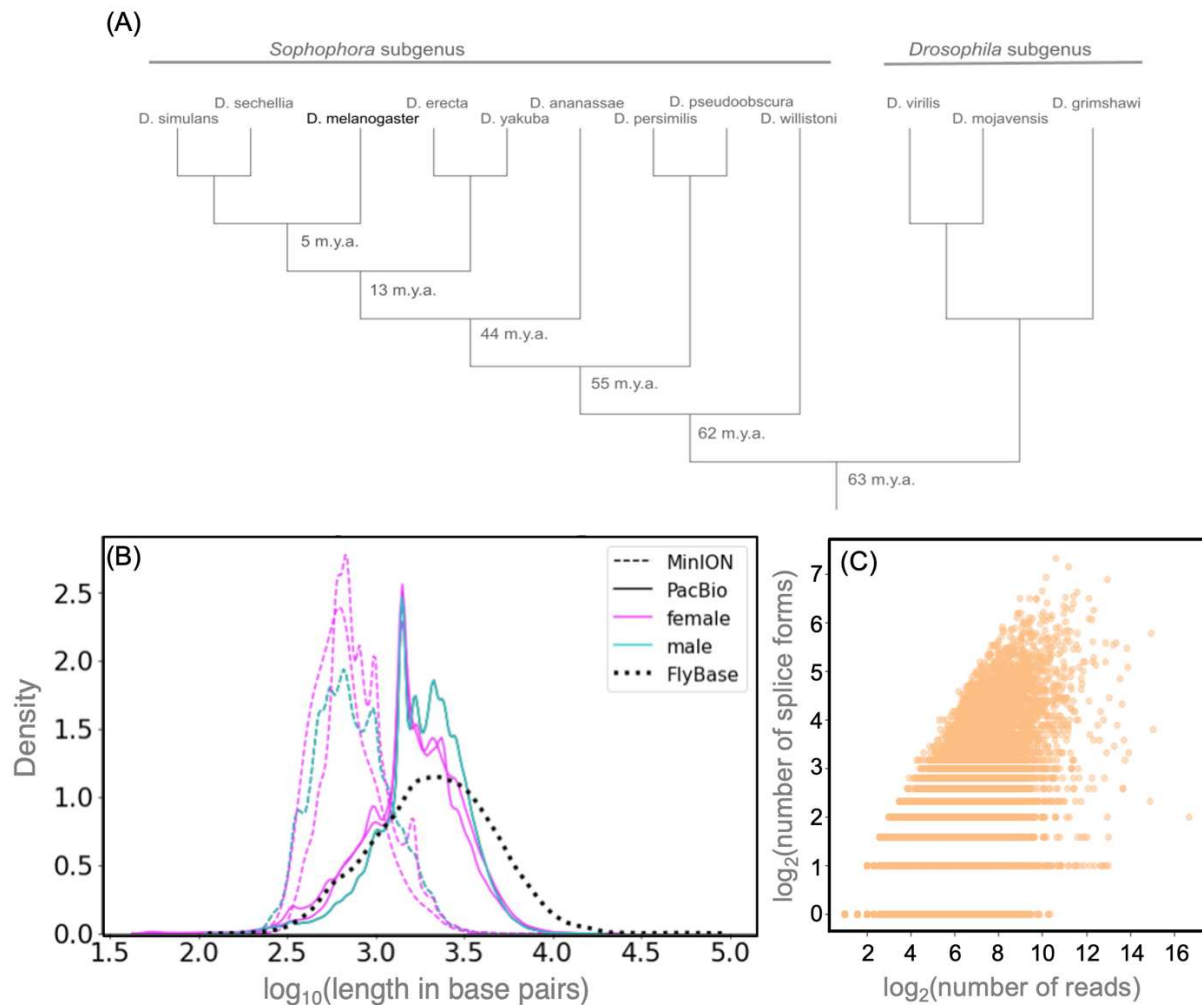 (A)
Sophophora subgenus
Drosophila subgenus
D. sechellia
D. erecta
D. ananassae
D. pseudoobscura
D. virilis
D. grimshawi
D. simulans
D. melanogaster
D. yakuba
D. persimilis
D. willistoni
D. mojavensis
5 m.y.a.
13 m.y.a.
44 m.y.a.
55 m.y.a.
62 m.y.a.
63 m.y.a.
(B)
MinION
PacBio
female
male
FlyBase
2.5
2.0
1.5
1.0
0.5
0.0
Density
1.5 2.0 2.5 3.0 3.5 4.0 4.5 5.0
log10(length in base pairs)
(C)
7
6
5
4
3
2
1
0
log2(number of splice forms)
2 4 6 8 10 12 14 16
log2(number of reads)